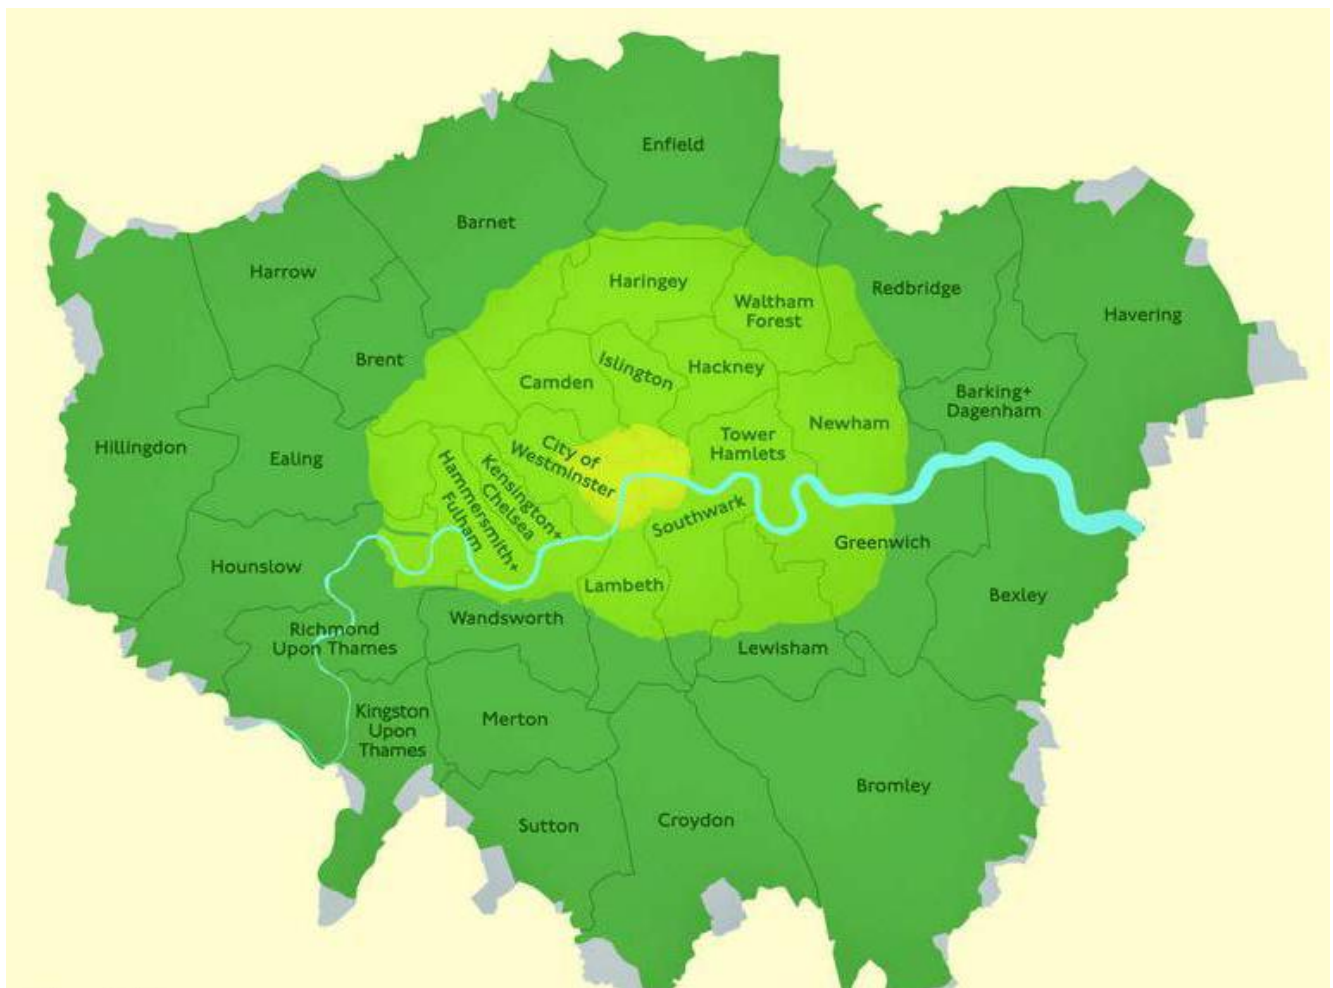 Enfield
Barnet
Harrow
Haringey
Waltham
Forest
Redbridge
Havering
Brent
Camden
Islington
Hackney
Barking+
Dagenham
Hillingdon
Ealing
Hammersmith+
Fulham
Kensington+
Chelsea
City of
Westminster
Tower
Hamlets
Newham
Southwark
Greenwich
Hounslow
Lambeth
Bexley
Richmond
Upon Thames
Wandsworth
Lewisham
Kingston
Upon
Thames
Merton
Bromley
Sutton
Croydon